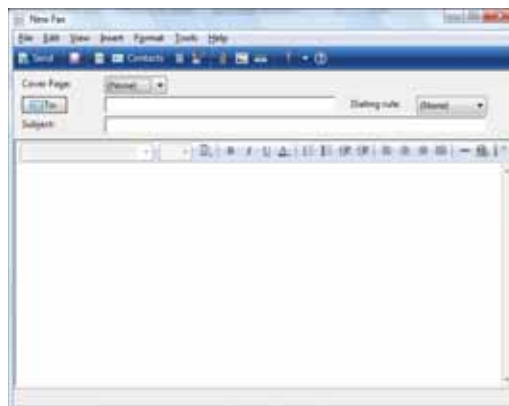 New Fax
File Edit View Insert Format Tools Help
Send Contacts
Cover Page: (None)
To: Dialing rule: (None)
Subject:
B I U A